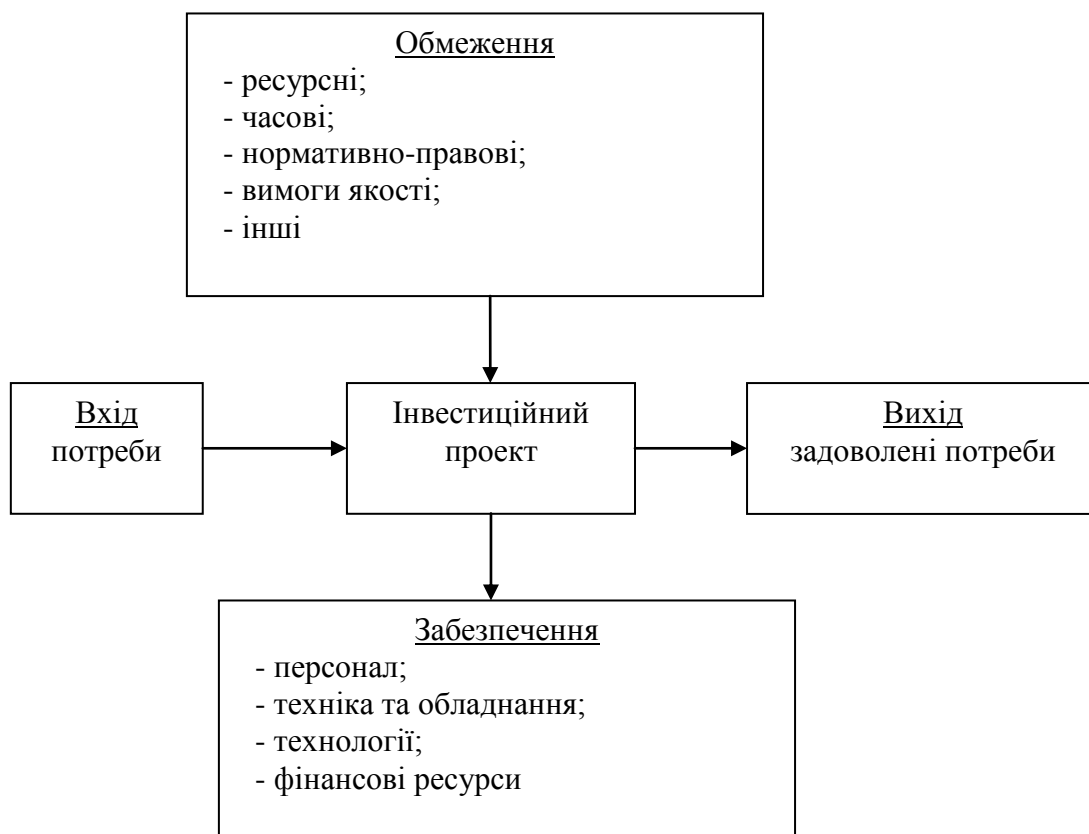 Обмеження
- ресурсні;
- часові;
- нормативно-правові;
- вимоги якості;
- інші
Вхід
потреби
Інвестиційний
проект
Вихід
задоволені потреби
Забезпечення
- персонал;
- техніка та обладнання;
- технології;
- фінансові ресурси